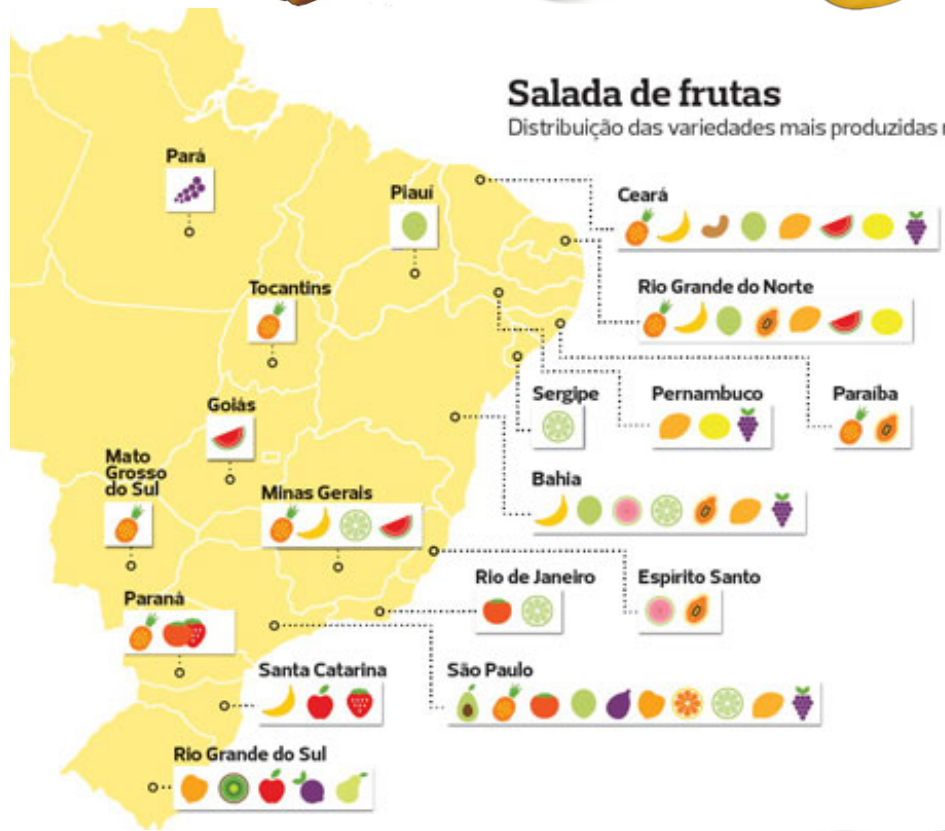 Salada de frutas
Distribuição das variedades mais produzidas
Pará
Piauí
Ceará
Tocantins
Rio Grande do Norte
Goiás
Sergipe
Pernambuco
Paraíba
Mato
Grosso
do Sul
Minas Gerais
Bahia
Paraná
Rio de Janeiro
Espírito Santo
Santa Catarina
São Paulo
Rio Grande do Sul